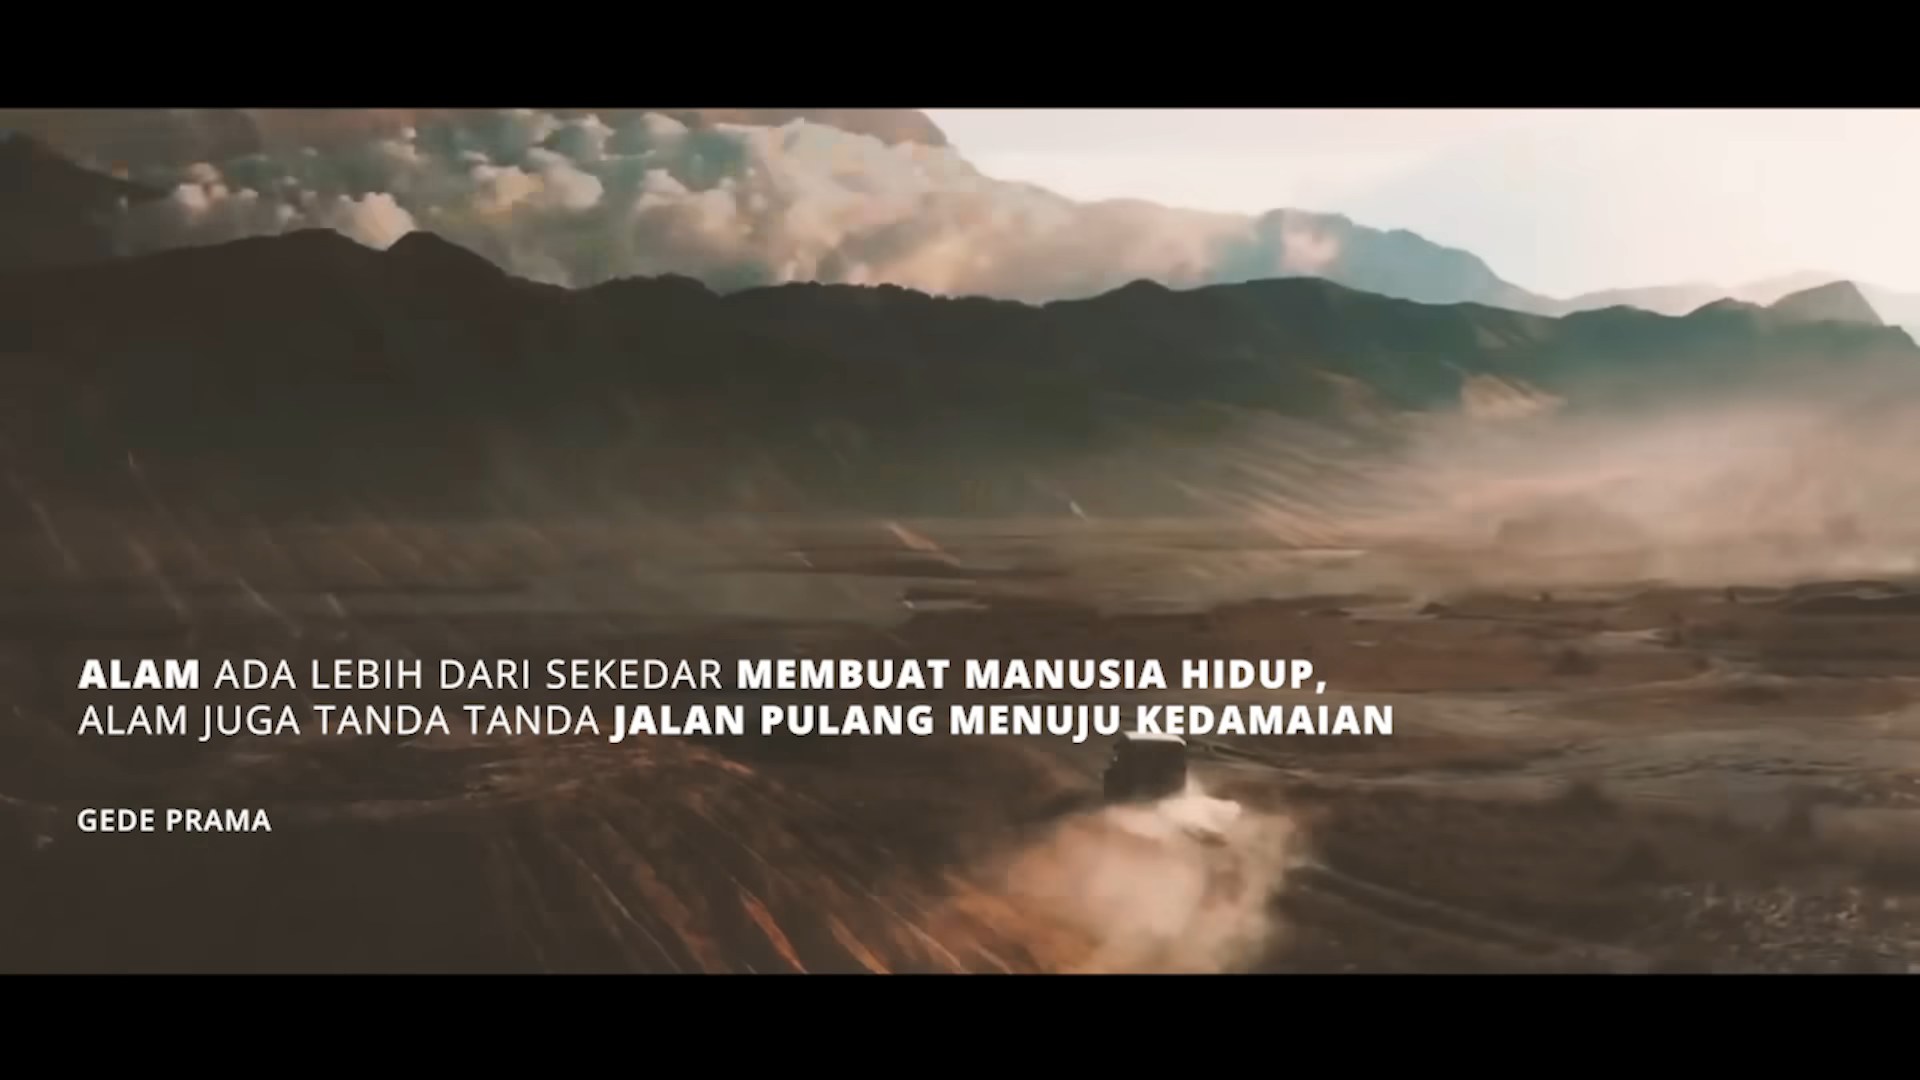 ALAM ADA LEBIH DARI SEKEDAR MEMBUAT MANUSIA HIDUP,
ALAM JUGA TANDA TANDA JALAN PULANG MENUJU KEDAMAIAN
GEDE PRAMA